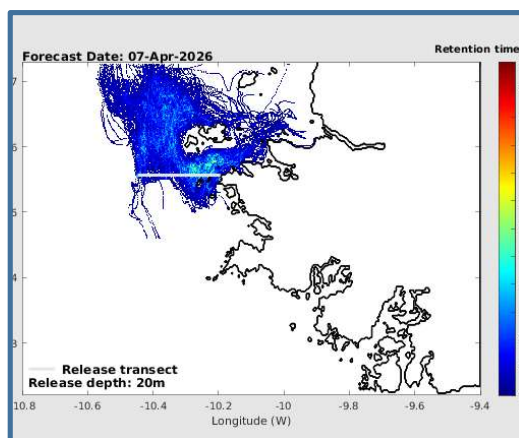 Retention time
Forecast Date: 07-Apr-2026
7
6
5
4
3
Release transect
Release depth: 20m
10.8 -10.6 -10.4 -10.2 -10 -9.8 -9.6 -9.4
Longitude (W)